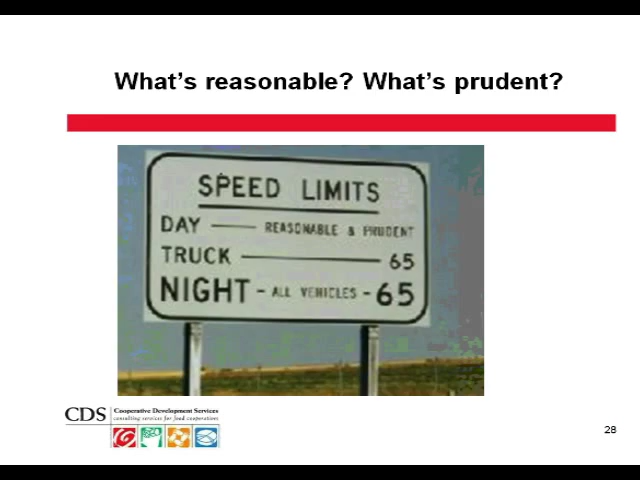 What's reasonable? What's prudent?
SPEED LIMITS
DAY —— REASONABLE & PRUDENT
TRUCK ———— 65
NIGHT - ALL VEHICLES - 65
CDS Cooperative Development Services
consulting services for food cooperatives
28